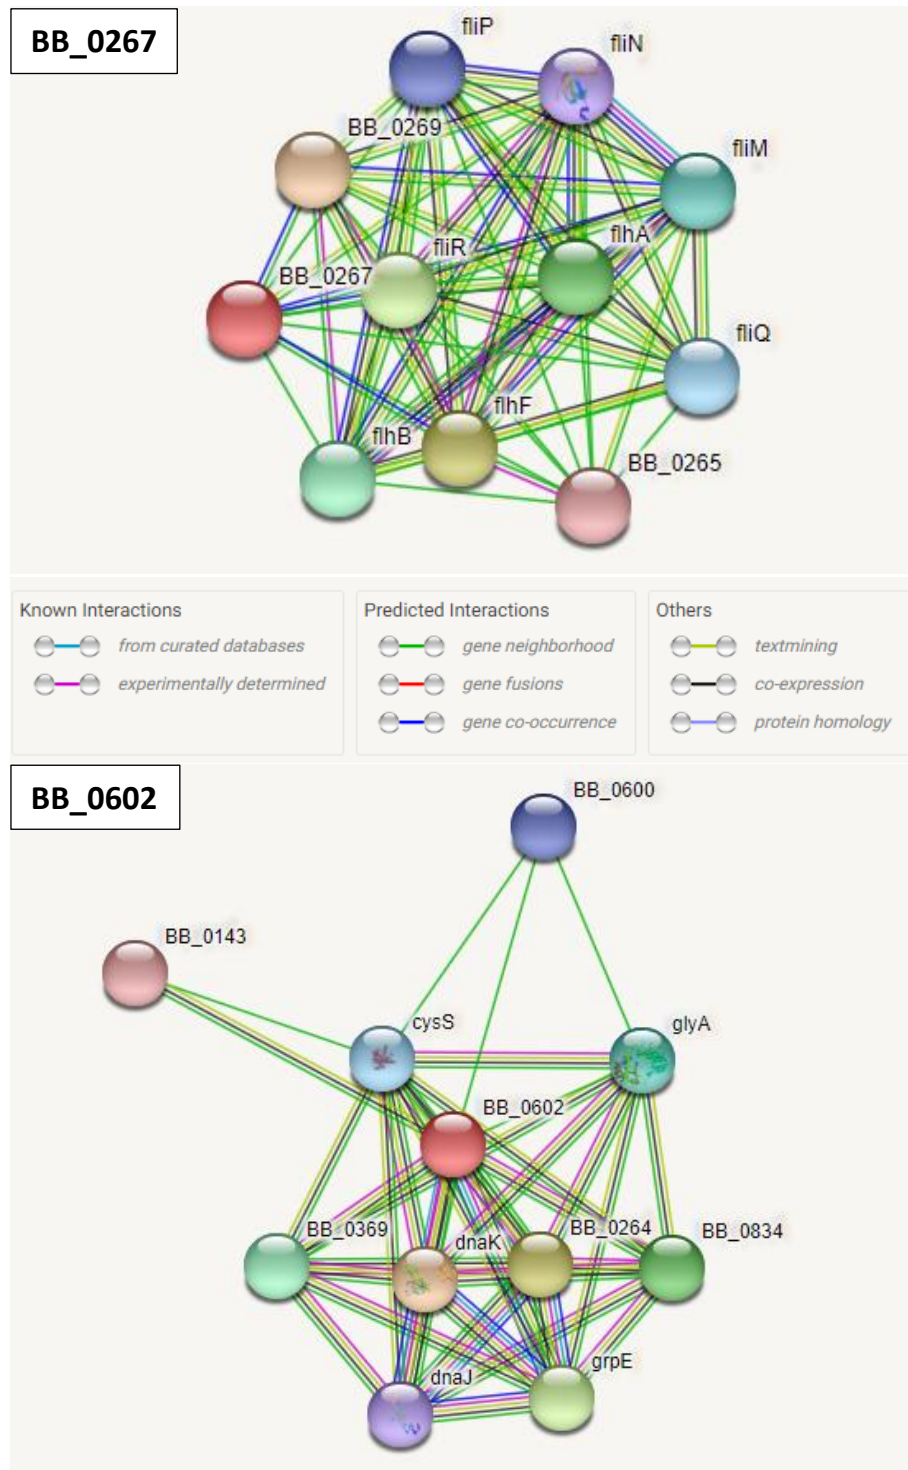 BB_0267
fliP
fliN
BB_0269
fliM
fliR
flhA
BB_0267
fliQ
flhF
flhB
BB_0265
Known Interactions
from curated databases
experimentally determined
Predicted Interactions
gene neighborhood
gene fusions
gene co-occurrence
Others
textmining
co-expression
protein homology
BB_0602
BB_0600
BB_0143
cysS
glyA
BB_0602
BB_0369
dnaK
BB_0264
BB_0834
dnaJ
grpE